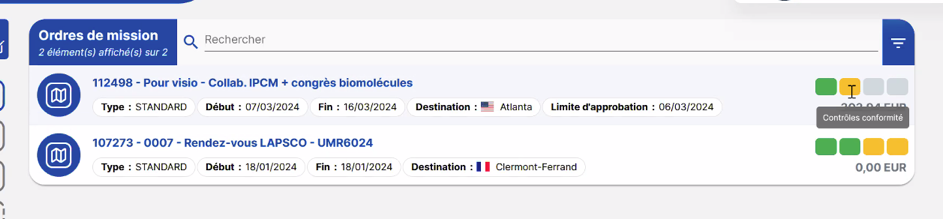 Ordres de mission
2 élément(s) affiché(s) sur 2
Rechercher
112498 - Pour visio - Collab. IPCM + congrès biomolécules
Type : STANDARD Début : 07/03/2024 Fin : 16/03/2024 Destination : Atlanta Limite d'approbation : 06/03/2024
Contrôles conformité
107273 - 0007 - Rendez-vous LAPSCO - UMR6024
Type : STANDARD Début : 18/01/2024 Fin : 18/01/2024 Destination : Clermont-Ferrand
0,00 EUR